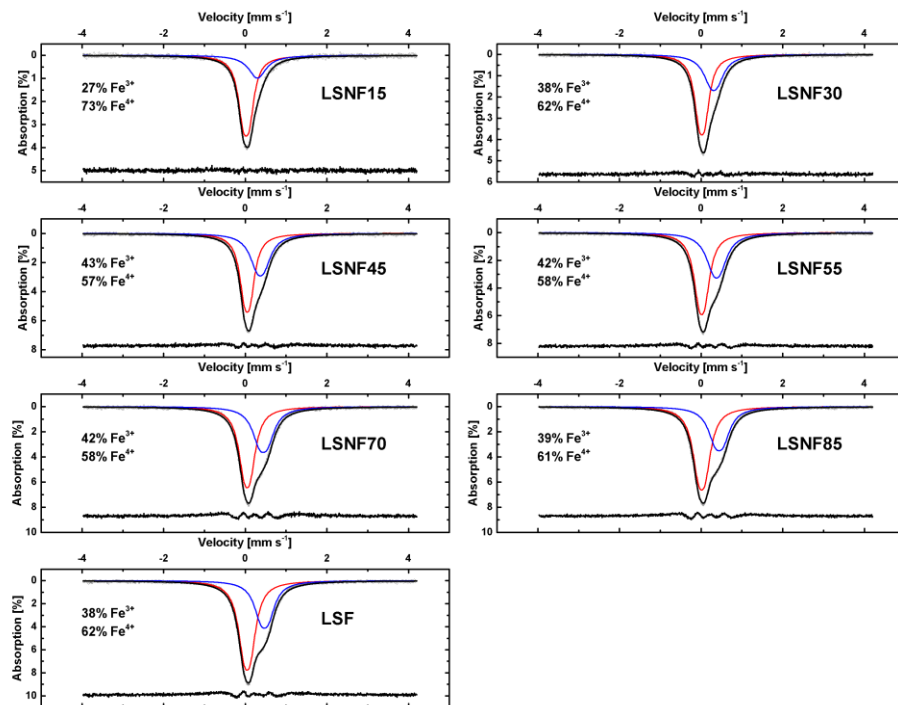 Velocity [mm s⁻¹]
-4 -2 0 2 4
Absorption [%]
0
1
2
3
4
5
27% Fe³⁺
73% Fe⁴⁺
LSNF15
Velocity [mm s⁻¹]
-4 -2 0 2 4
Absorption [%]
0
1
2
3
4
5
6
38% Fe³⁺
62% Fe⁴⁺
LSNF30
Velocity [mm s⁻¹]
-4 -2 0 2 4
Absorption [%]
0
2
4
6
8
43% Fe³⁺
57% Fe⁴⁺
LSNF45
Velocity [mm s⁻¹]
-4 -2 0 2 4
Absorption [%]
0
2
4
6
8
42% Fe³⁺
58% Fe⁴⁺
LSNF55
Velocity [mm s⁻¹]
-4 -2 0 2 4
Absorption [%]
0
2
4
6
8
10
42% Fe³⁺
58% Fe⁴⁺
LSNF70
Velocity [mm s⁻¹]
-4 -2 0 2 4
Absorption [%]
0
2
4
6
8
10
39% Fe³⁺
61% Fe⁴⁺
LSNF85
Velocity [mm s⁻¹]
-4 -2 0 2 4
Absorption [%]
0
2
4
6
8
10
38% Fe³⁺
62% Fe⁴⁺
LSF